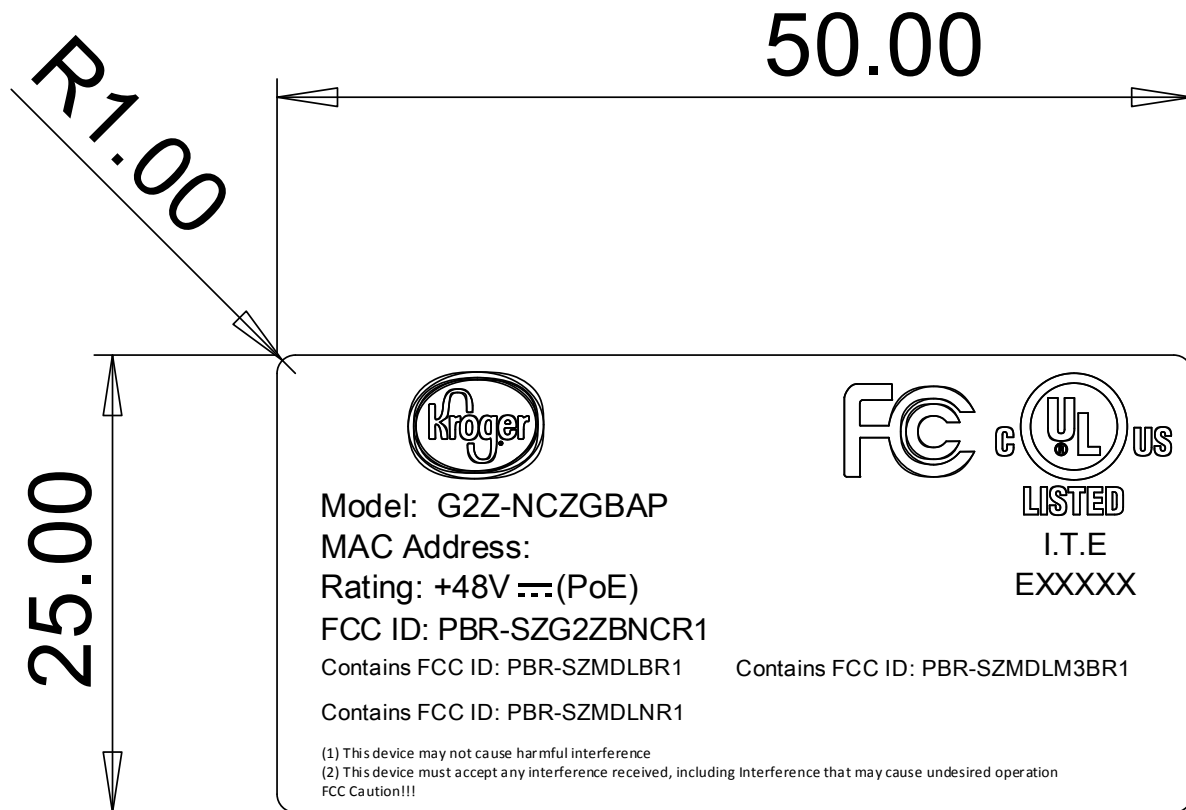 50.00
R1.00
25.00
Kroger
FC
C UL US
®
LISTED
I.T.E
EXXXXX
Model: G2Z-NCZGBAP
MAC Address:
Rating: +48V ⎓ (PoE)
FCC ID: PBR-SZG2ZBNCR1
Contains FCC ID: PBR-SZMDLBR1 Contains FCC ID: PBR-SZMDLM3BR1
Contains FCC ID: PBR-SZMDLNR1
(1) This device may not cause harmful interference
(2) This device must accept any interference received, including Interference that may cause undesired operation
FCC Caution!!!